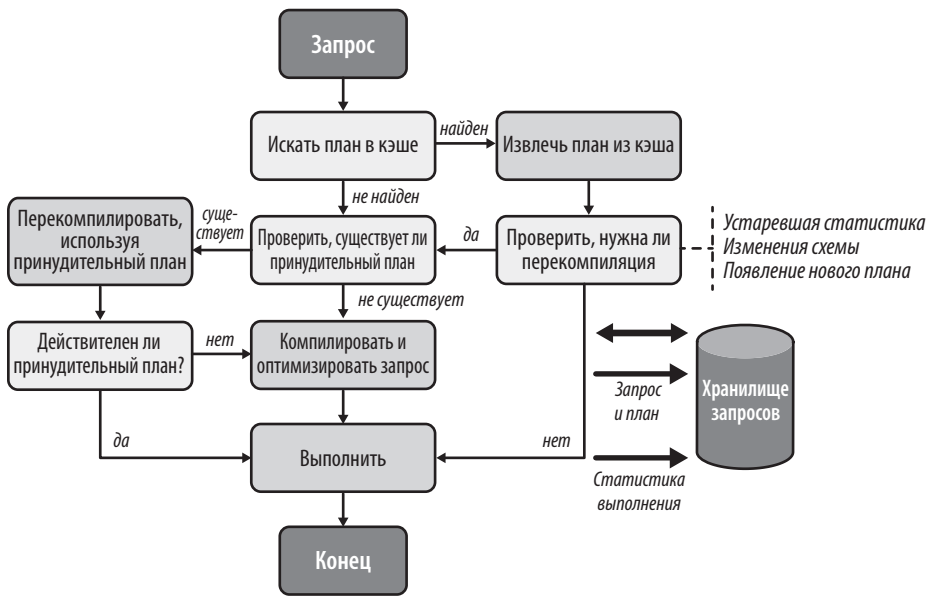 Запрос
Искать план в кэше
найден
Извлечь план из кэша
не найден
Перекомпилировать,
используя
принудительный план
суще-
ствует
Проверить, существует ли
принудительный план
да
Проверить, нужна ли
перекомпиляция
Устаревшая статистика
Изменения схемы
Появление нового плана
не существует
Действителен ли
принудительный план?
нет
Компилировать и
оптимизировать запрос
Запрос
и план
Хранилище
запросов
да
Выполнить
нет
Статистика
выполнения
Конец